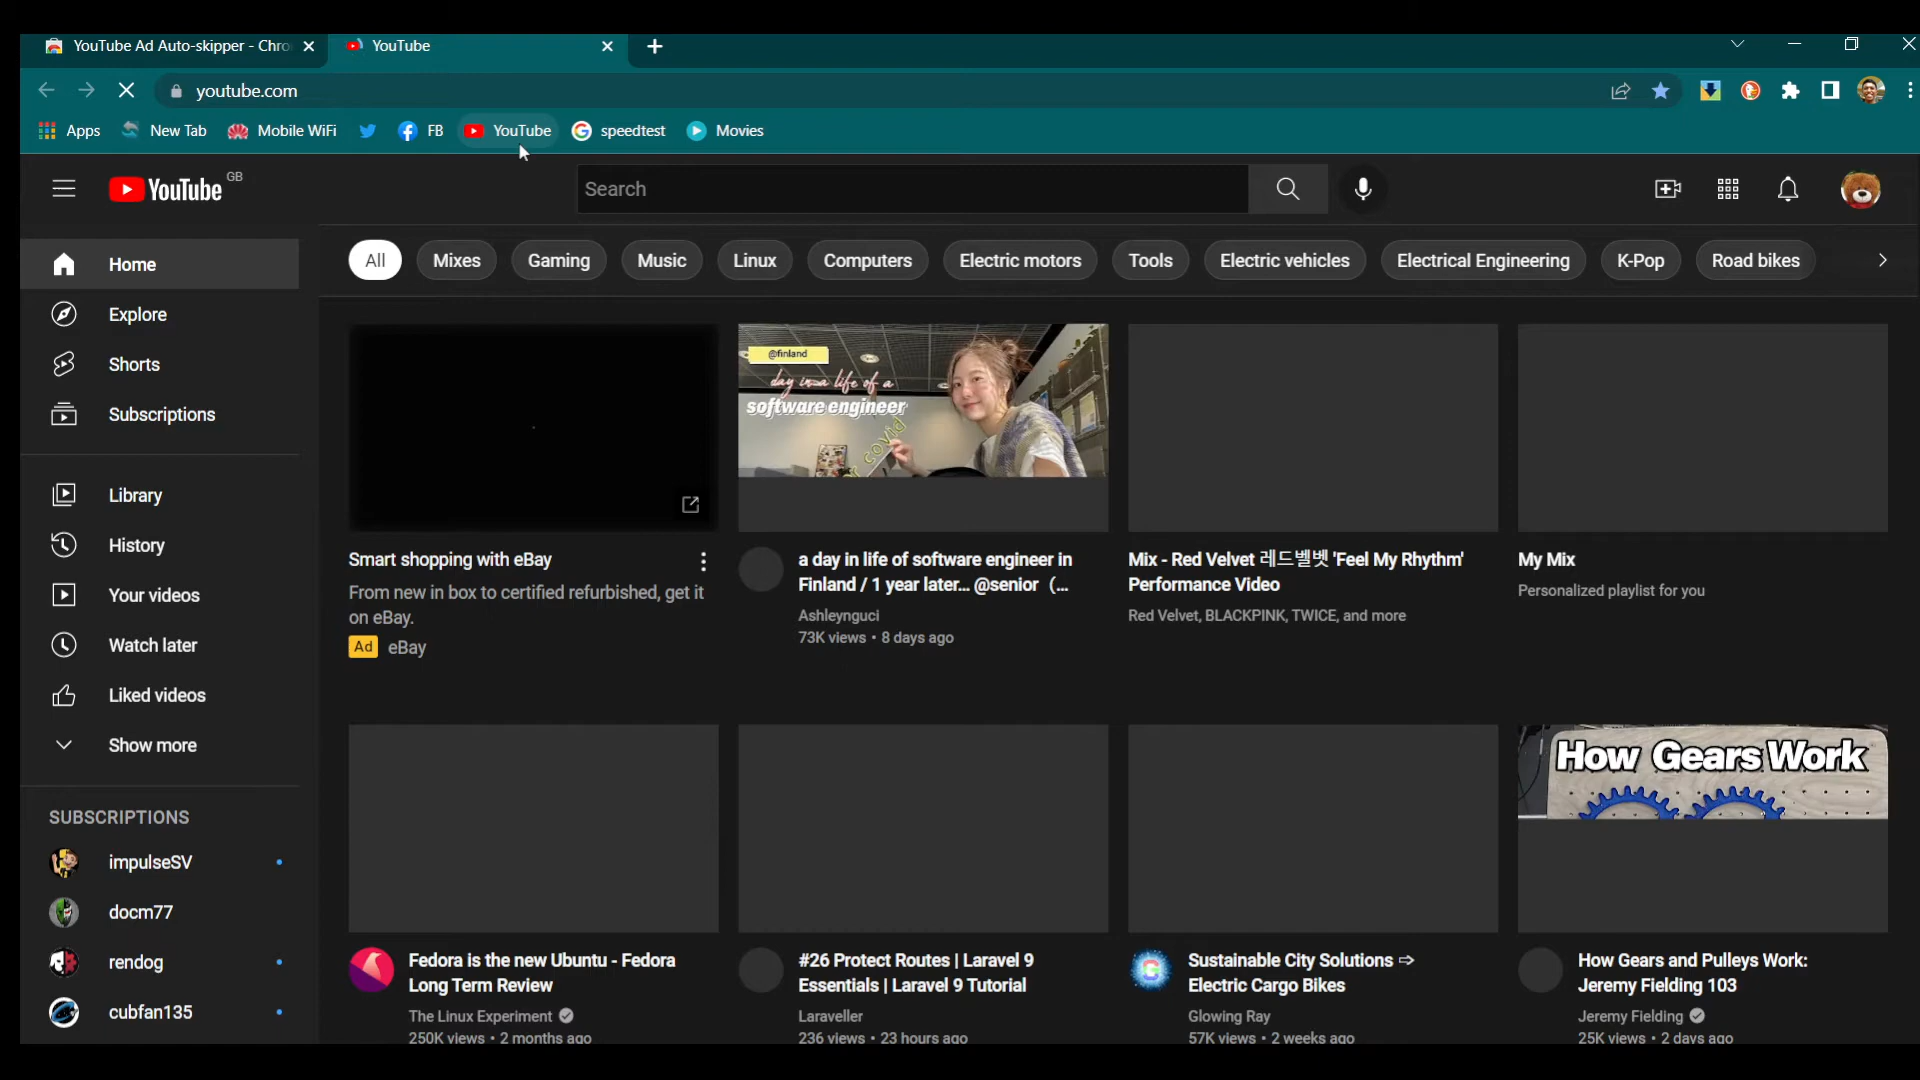 YouTube Ad Auto-skipper - Chro
YouTube
youtube.com
Apps
New Tab
Mobile WiFi
FB
YouTube
speedtest
Movies
YouTube GB
Search
All
Mixes
Gaming
Music
Linux
Computers
Electric motors
Tools
Electric vehicles
Electrical Engineering
K-Pop
Road bikes
Home
Explore
Shorts
Subscriptions
Library
History
Your videos
Watch later
Liked videos
Show more
SUBSCRIPTIONS
impulseSV
docm77
rendog
cubfan135
Smart shopping with eBay
From new in box to certified refurbished, get it
on eBay.
Ad eBay
@finland
day in a life of a
software engineer
covid
a day in life of software engineer in
Finland / 1 year later... @senior (...
Ashleynguci
73K views • 8 days ago
Mix - Red Velvet 레드벨벳 'Feel My Rhythm'
Performance Video
Red Velvet, BLACKPINK, TWICE, and more
My Mix
Personalized playlist for you
Fedora is the new Ubuntu - Fedora
Long Term Review
The Linux Experiment
250K views • 2 months ago
#26 Protect Routes | Laravel 9
Essentials | Laravel 9 Tutorial
Laraveller
236 views • 23 hours ago
Sustainable City Solutions ⇨
Electric Cargo Bikes
Glowing Ray
57K views • 2 weeks ago
How Gears Work
How Gears and Pulleys Work:
Jeremy Fielding 103
Jeremy Fielding
25K views • 2 days ago